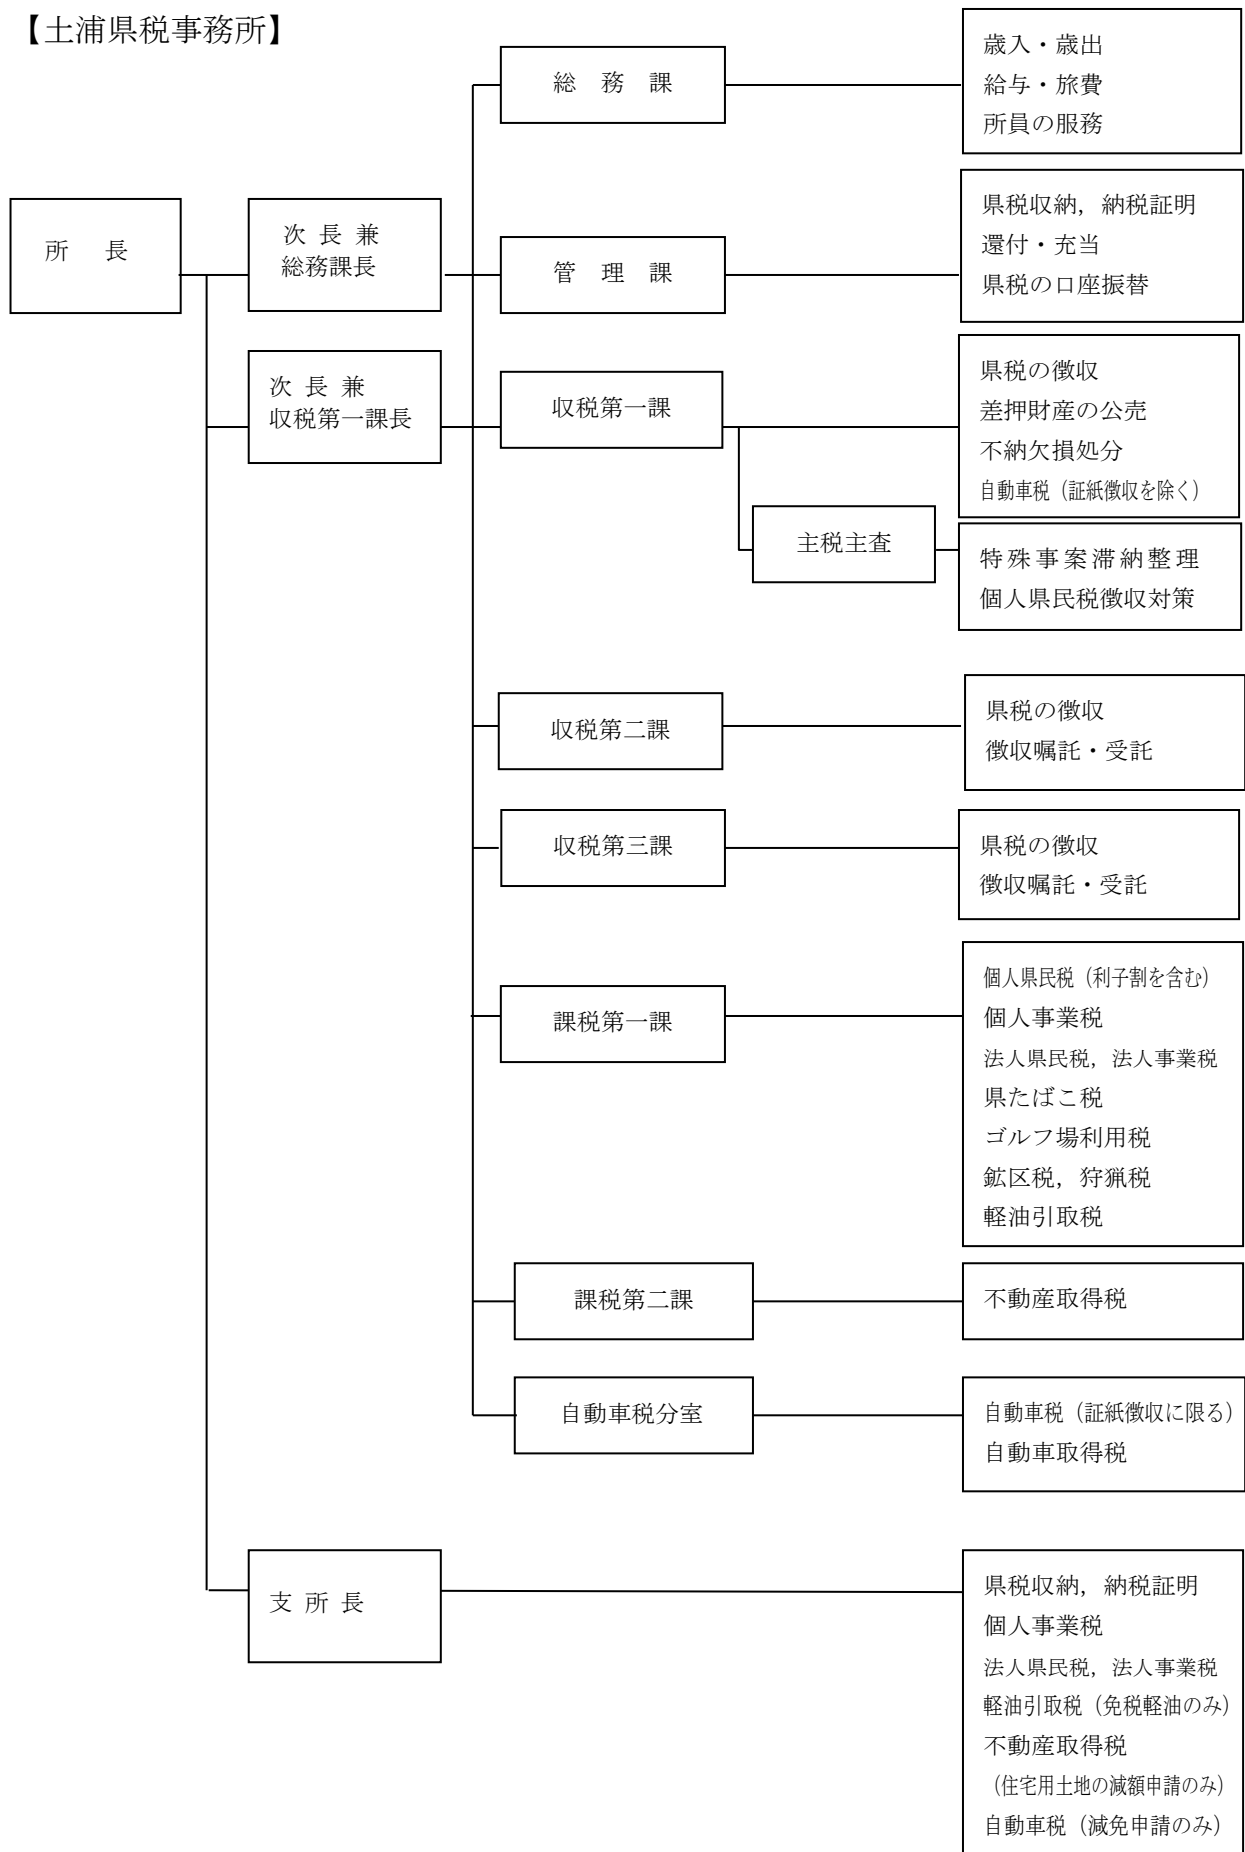 【土浦県税事務所】
総　務　課
歳入・歳出
給与・旅費
所員の服務
所　長
次 長 兼
総務課長
管　理　課
県税収納，納税証明
還付・充当
県税の口座振替
次 長 兼
収税第一課長
収税第一課
県税の徴収
差押財産の公売
不納欠損処分
自動車税（証紙徴収を除く）
主税主査
特殊事案滞納整理
個人県民税徴収対策
収税第二課
県税の徴収
徴収嘱託・受託
収税第三課
県税の徴収
徴収嘱託・受託
課税第一課
個人県民税（利子割を含む）
個人事業税
法人県民税，法人事業税
県たばこ税
ゴルフ場利用税
鉱区税，狩猟税
軽油引取税
課税第二課
不動産取得税
自動車税分室
自動車税（証紙徴収に限る）
自動車取得税
支 所 長
県税収納，納税証明
個人事業税
法人県民税，法人事業税
軽油引取税（免税軽油のみ）
不動産取得税
（住宅用土地の減額申請のみ）
自動車税（減免申請のみ）